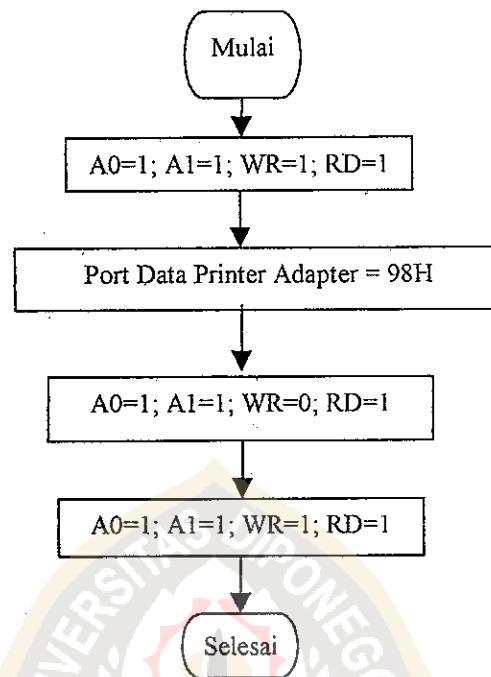 Mulai
A0=1; A1=1; WR=1; RD=1
Port Data Printer Adapter = 98H
A0=1; A1=1; WR=0; RD=1
A0=1; A1=1; WR=1; RD=1
Selesai